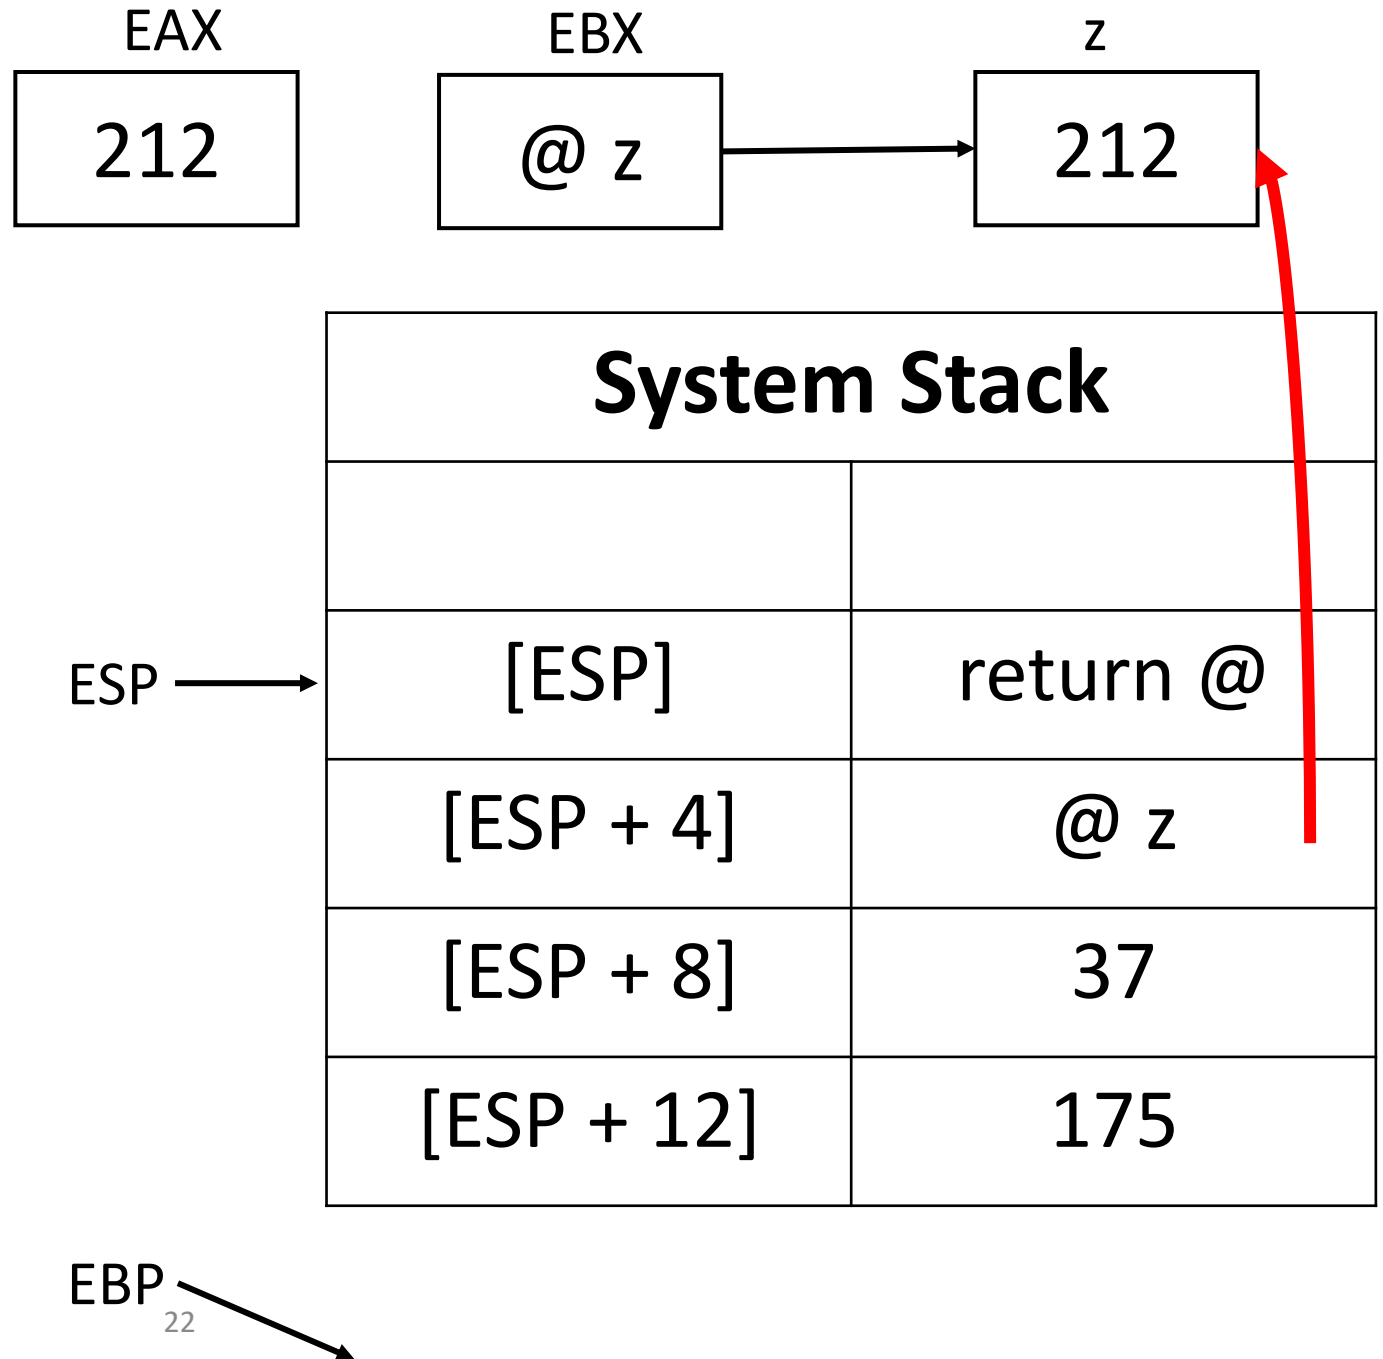 EAX EBX z
212 @ z 212
System Stack
ESP [ESP] return @
[ESP + 4] @ z
[ESP + 8] 37
[ESP + 12] 175
EBP
22